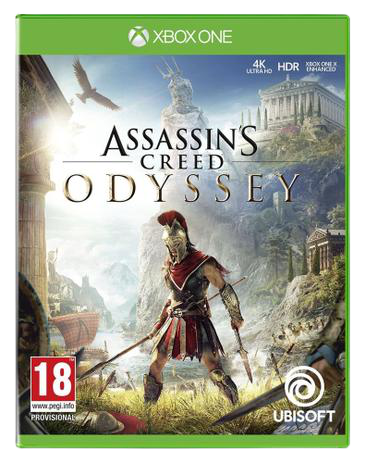 XBOX ONE
4K
ULTRA HD
HDR
XBOX ONE X
ENHANCED
ASSASSIN'S
CREED
ODYSSEY
18
www.pegi.info
PROVISIONAL
UBISOFT